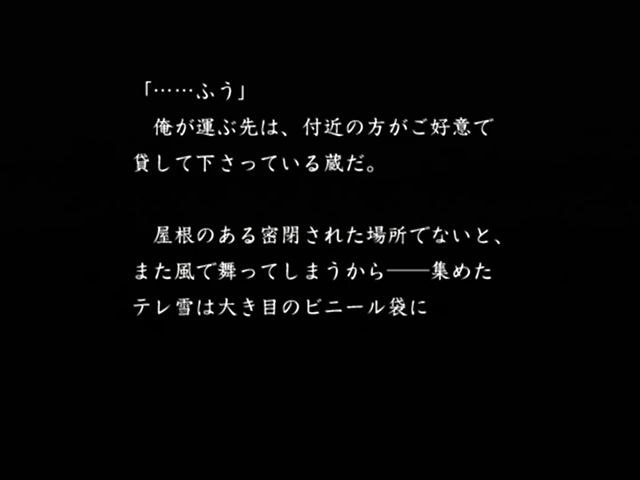 「……ふう」
　俺が運ぶ先は、付近の方がご好意で
貸して下さっている蔵だ。
　屋根のある密閉された場所でないと、
また風で舞ってしまうから――集めた
テレ雪は大き目のビニール袋に